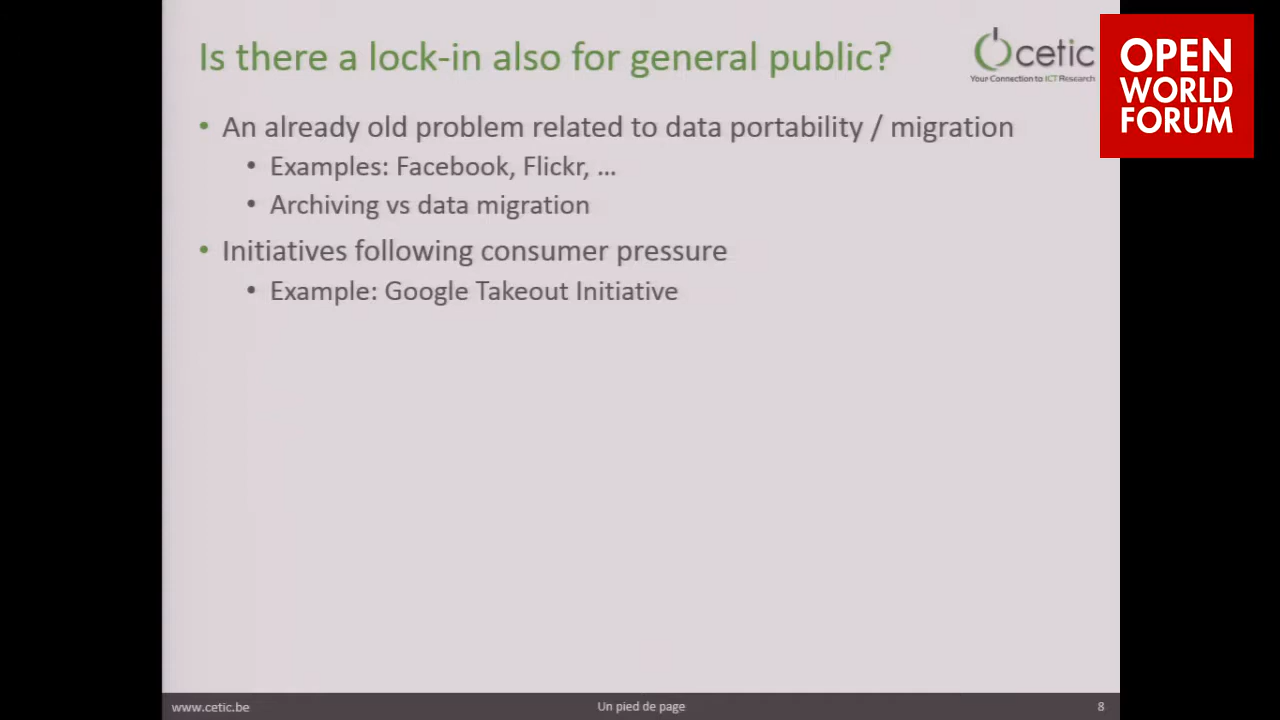 Is there a lock-in also for general public?
cetic
Your Connection to ICT Research
OPEN
WORLD
FORUM
• An already old problem related to data portability / migration
• Examples: Facebook, Flickr, ...
• Archiving vs data migration
• Initiatives following consumer pressure
• Example: Google Takeout Initiative
www.cetic.be
Un pied de page
8